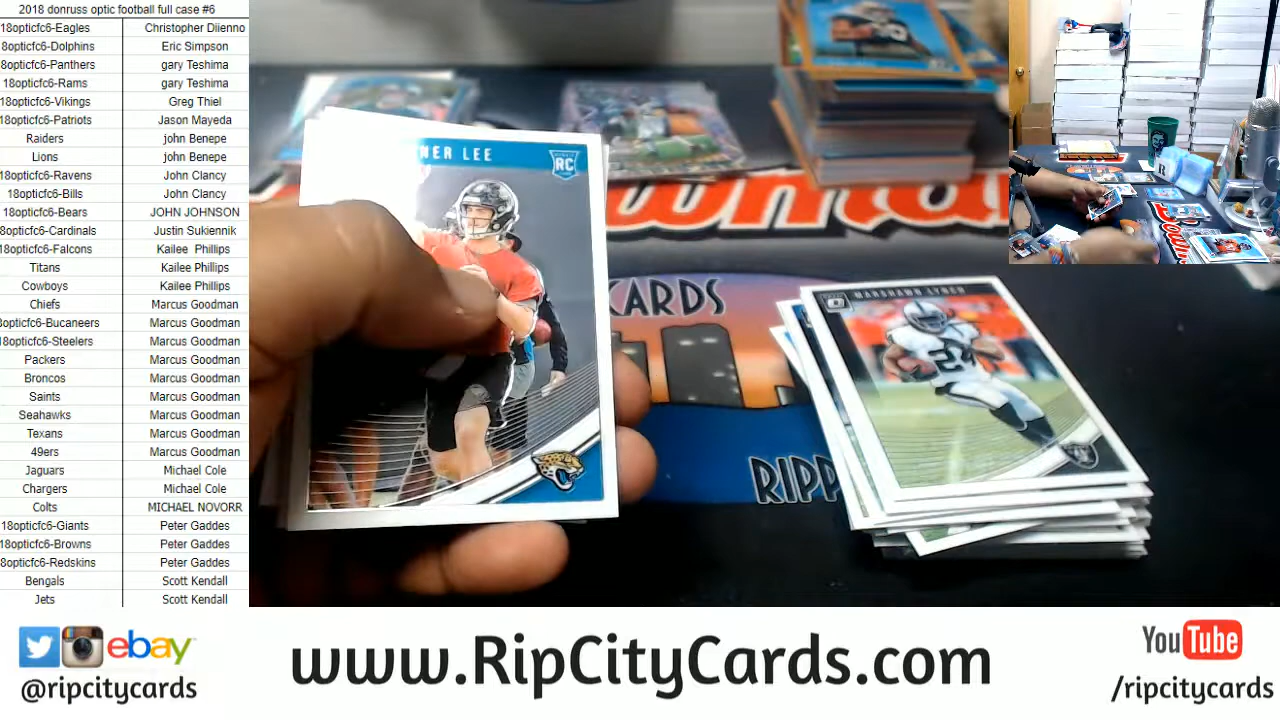 2018 donruss optic football full case #6
18opticfc6-Eagles Christopher Diienno
8opticfc6-Dolphins Eric Simpson
8opticfc6-Panthers gary Teshima
18opticfc6-Rams gary Teshima
18opticfc6-Vikings Greg Thiel
18opticfc6-Patriots Jason Mayeda
Raiders john Benepe
Lions john Benepe
18opticfc6-Ravens John Clancy
18opticfc6-Bills John Clancy
18opticfc6-Bears JOHN JOHNSON
8opticfc6-Cardinals Justin Sukiennik
18opticfc6-Falcons Kailee Phillips
Titans Kailee Phillips
Cowboys Kailee Phillips
Chiefs Marcus Goodman
8opticfc6-Bucaneers Marcus Goodman
18opticfc6-Steelers Marcus Goodman
Packers Marcus Goodman
Broncos Marcus Goodman
Saints Marcus Goodman
Seahawks Marcus Goodman
Texans Marcus Goodman
49ers Marcus Goodman
Jaguars Michael Cole
Chargers Michael Cole
Colts MICHAEL NOVORR
18opticfc6-Giants Peter Gaddes
18opticfc6-Browns Peter Gaddes
8opticfc6-Redskins Peter Gaddes
Bengals Scott Kendall
Jets Scott Kendall
NER LEE
RC
CARDS
MARSHAWN LYNCH
24
RIPP
ebay
@ripcitycards
www.RipCityCards.com
YouTube
/ripcitycards